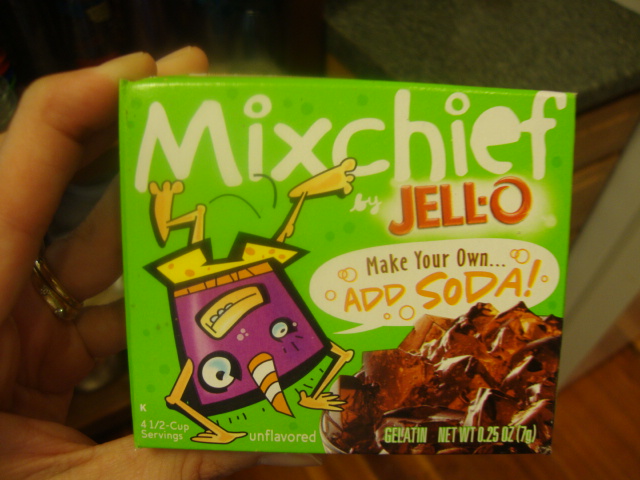 Mixchief
by JELL-O
Make Your Own...
ADD SODA!
K
4 1/2-Cup
Servings
unflavored
GELATIN NET WT 0.25 OZ (7g)